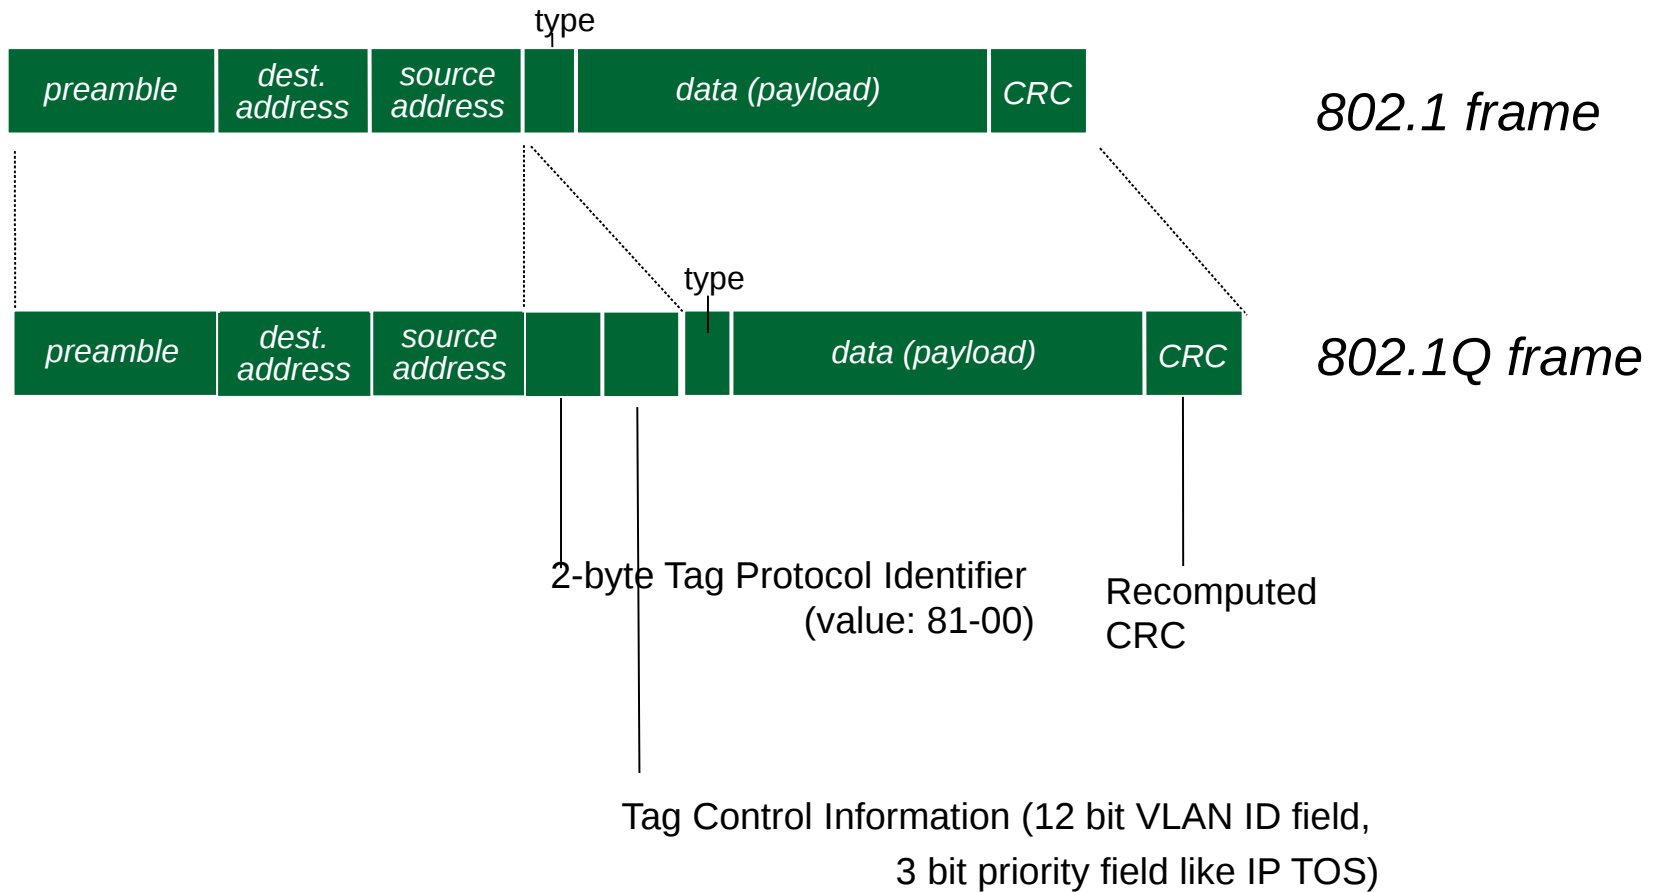 type
preamble
dest.
address
source
address
data (payload)
CRC
802.1 frame
type
preamble
dest.
address
source
address
data (payload)
CRC
802.1Q frame
2-byte Tag Protocol Identifier
(value: 81-00)
Recomputed
CRC
Tag Control Information (12 bit VLAN ID field,
3 bit priority field like IP TOS)